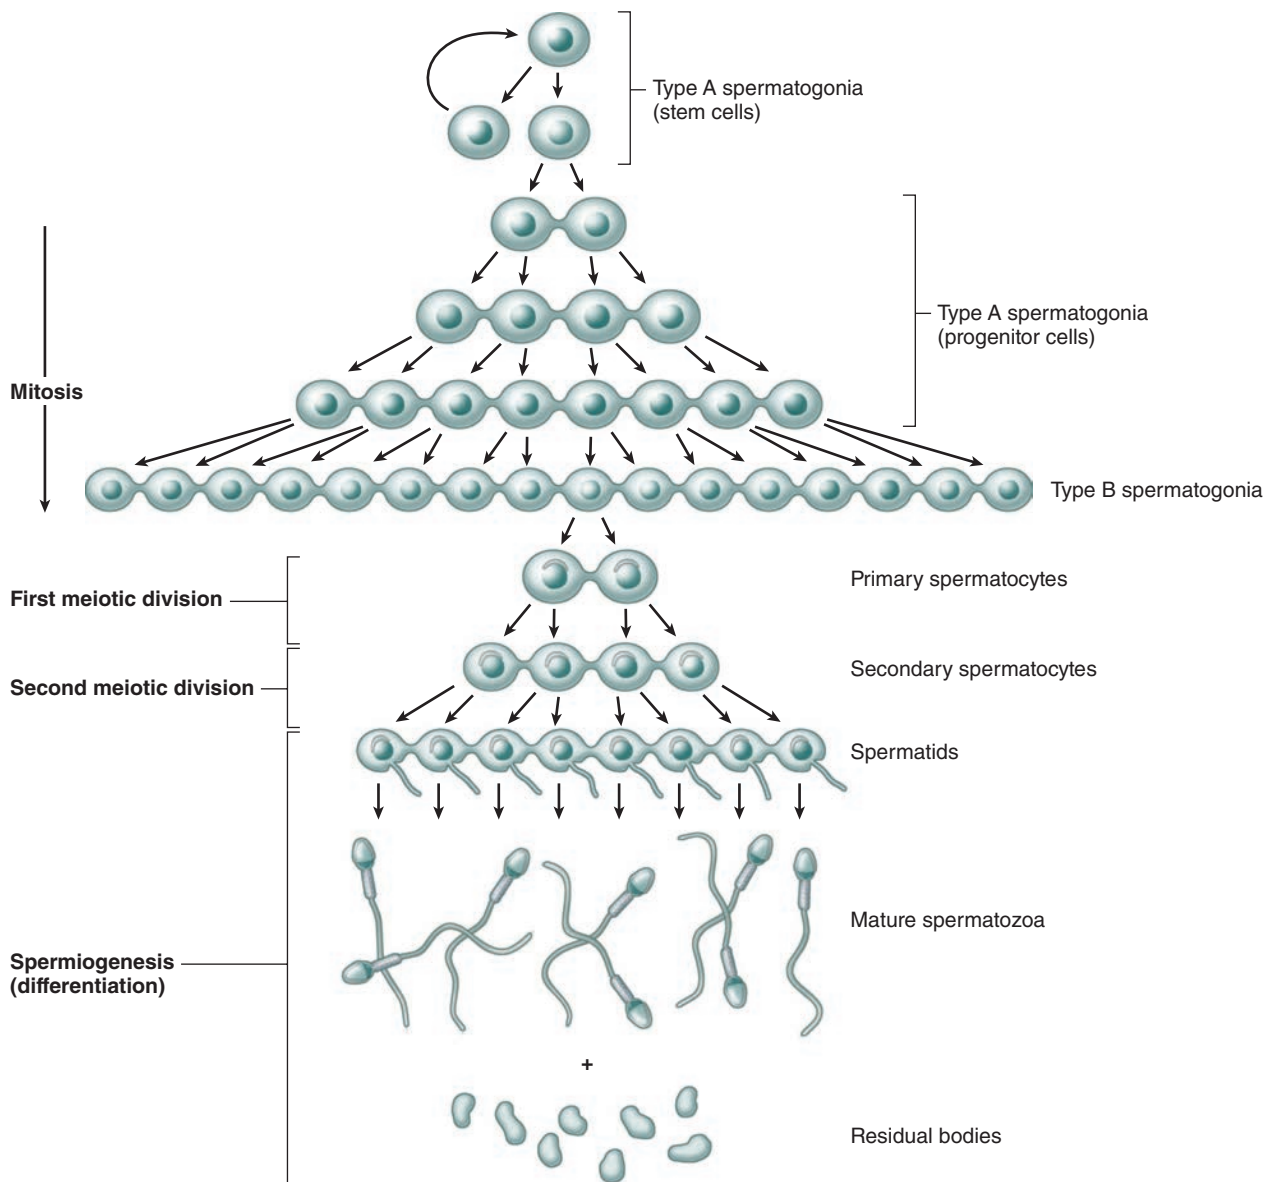 Type A spermatogonia
(stem cells)
Type A spermatogonia
(progenitor cells)
Mitosis
Type B spermatogonia
Primary spermatocytes
First meiotic division
Secondary spermatocytes
Second meiotic division
Spermatids
Mature spermatozoa
Spermiogenesis
(differentiation)
+
Residual bodies